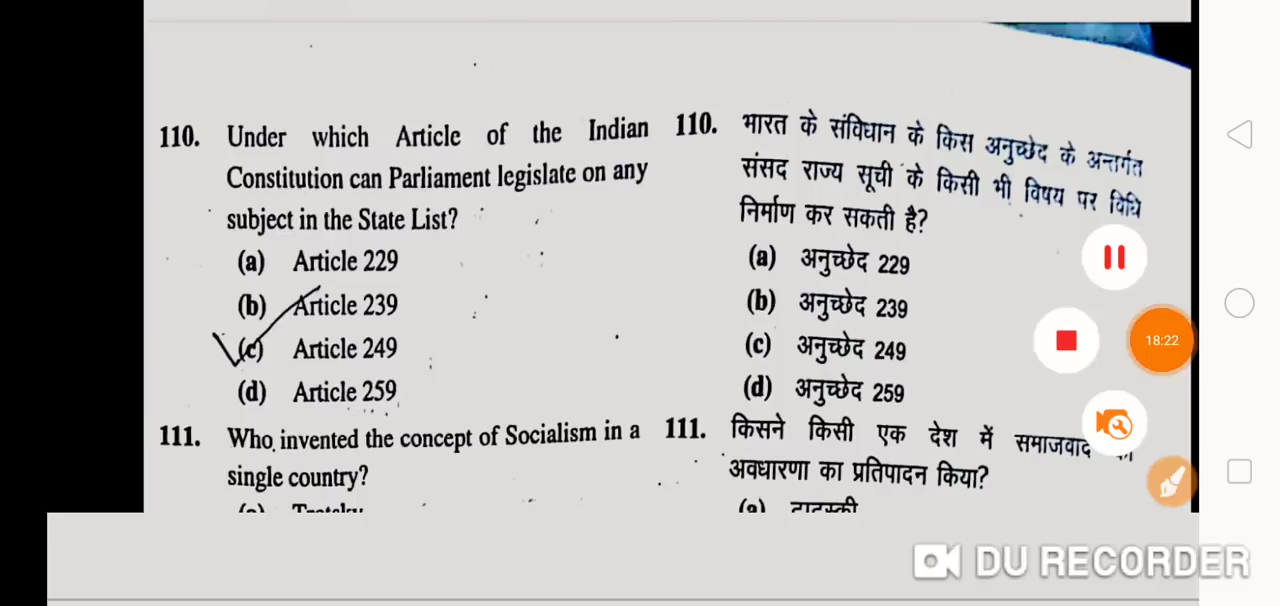 110. Under which Article of the Indian
Constitution can Parliament legislate on any
subject in the State List?
(a) Article 229
(b) Article 239
(c) Article 249
(d) Article 259
111. Who invented the concept of Socialism in a
single country?
110. भारत के संविधान के किस अनुच्छेद के अन्तर्गत
संसद राज्य सूची के किसी भी विषय पर विधि
निर्माण कर सकती है?
(a) अनुच्छेद 229
(b) अनुच्छेद 239
(c) अनुच्छेद 249
(d) अनुच्छेद 259
111. किसने किसी एक देश में समाजवाद
अवधारणा का प्रतिपादन किया?
18:22
DU RECORDER